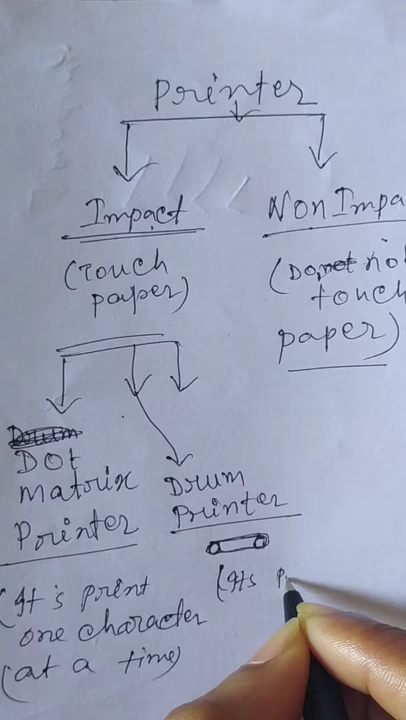 Printer
Impact
(Touch
paper)
Non Impa
(Do not
touch
paper)
DOt
matrix
Printer
(It's print
one character
(at a time)
Drum
Printer
(Its p